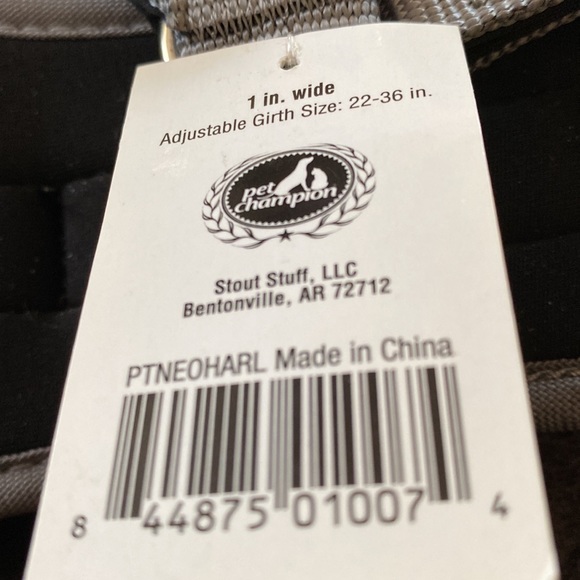 1 in. wide
Adjustable Girth Size: 22-36 in.
pet
champion
Stout Stuff, LLC
Bentonville, AR 72712
PTNEOHARL Made in China
8 44875 01007 4